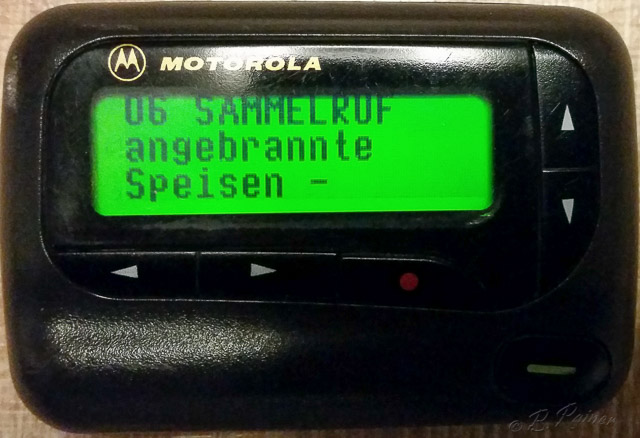 MOTOROLA
06 SAMMELRUF
angebrannte
Speisen -